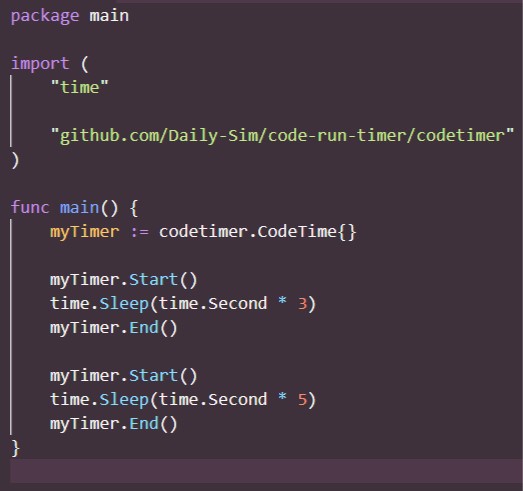 package main
import (
"time"
"github.com/Daily-Sim/code-run-timer/codetimer"
)
func main() {
myTimer := codetimer.CodeTime{}
myTimer.Start()
time.Sleep(time.Second * 3)
myTimer.End()
myTimer.Start()
time.Sleep(time.Second * 5)
myTimer.End()
}